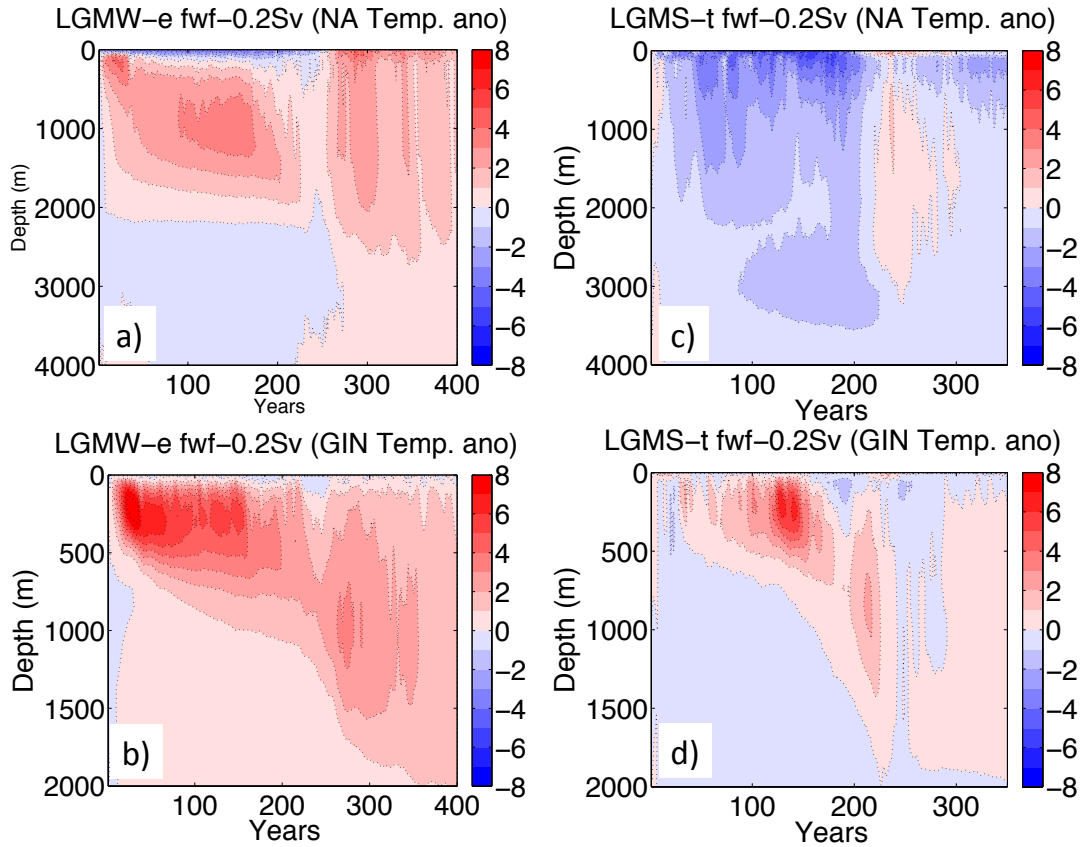 LGMW−e fwf−0.2Sv (NA Temp. ano)
0
1000
2000
3000
4000
Depth (m)
100 200 300 400
Years
8
6
4
2
0
−2
−4
−6
−8
a)
LGMS−t fwf−0.2Sv (NA Temp. ano)
0
1000
2000
3000
4000
Depth (m)
100 200 300
Years
8
6
4
2
0
−2
−4
−6
−8
c)
LGMW−e fwf−0.2Sv (GIN Temp. ano)
0
500
1000
1500
2000
Depth (m)
100 200 300 400
Years
8
6
4
2
0
−2
−4
−6
−8
b)
LGMS−t fwf−0.2Sv (GIN Temp. ano)
0
500
1000
1500
2000
Depth (m)
100 200 300
Years
8
6
4
2
0
−2
−4
−6
−8
d)